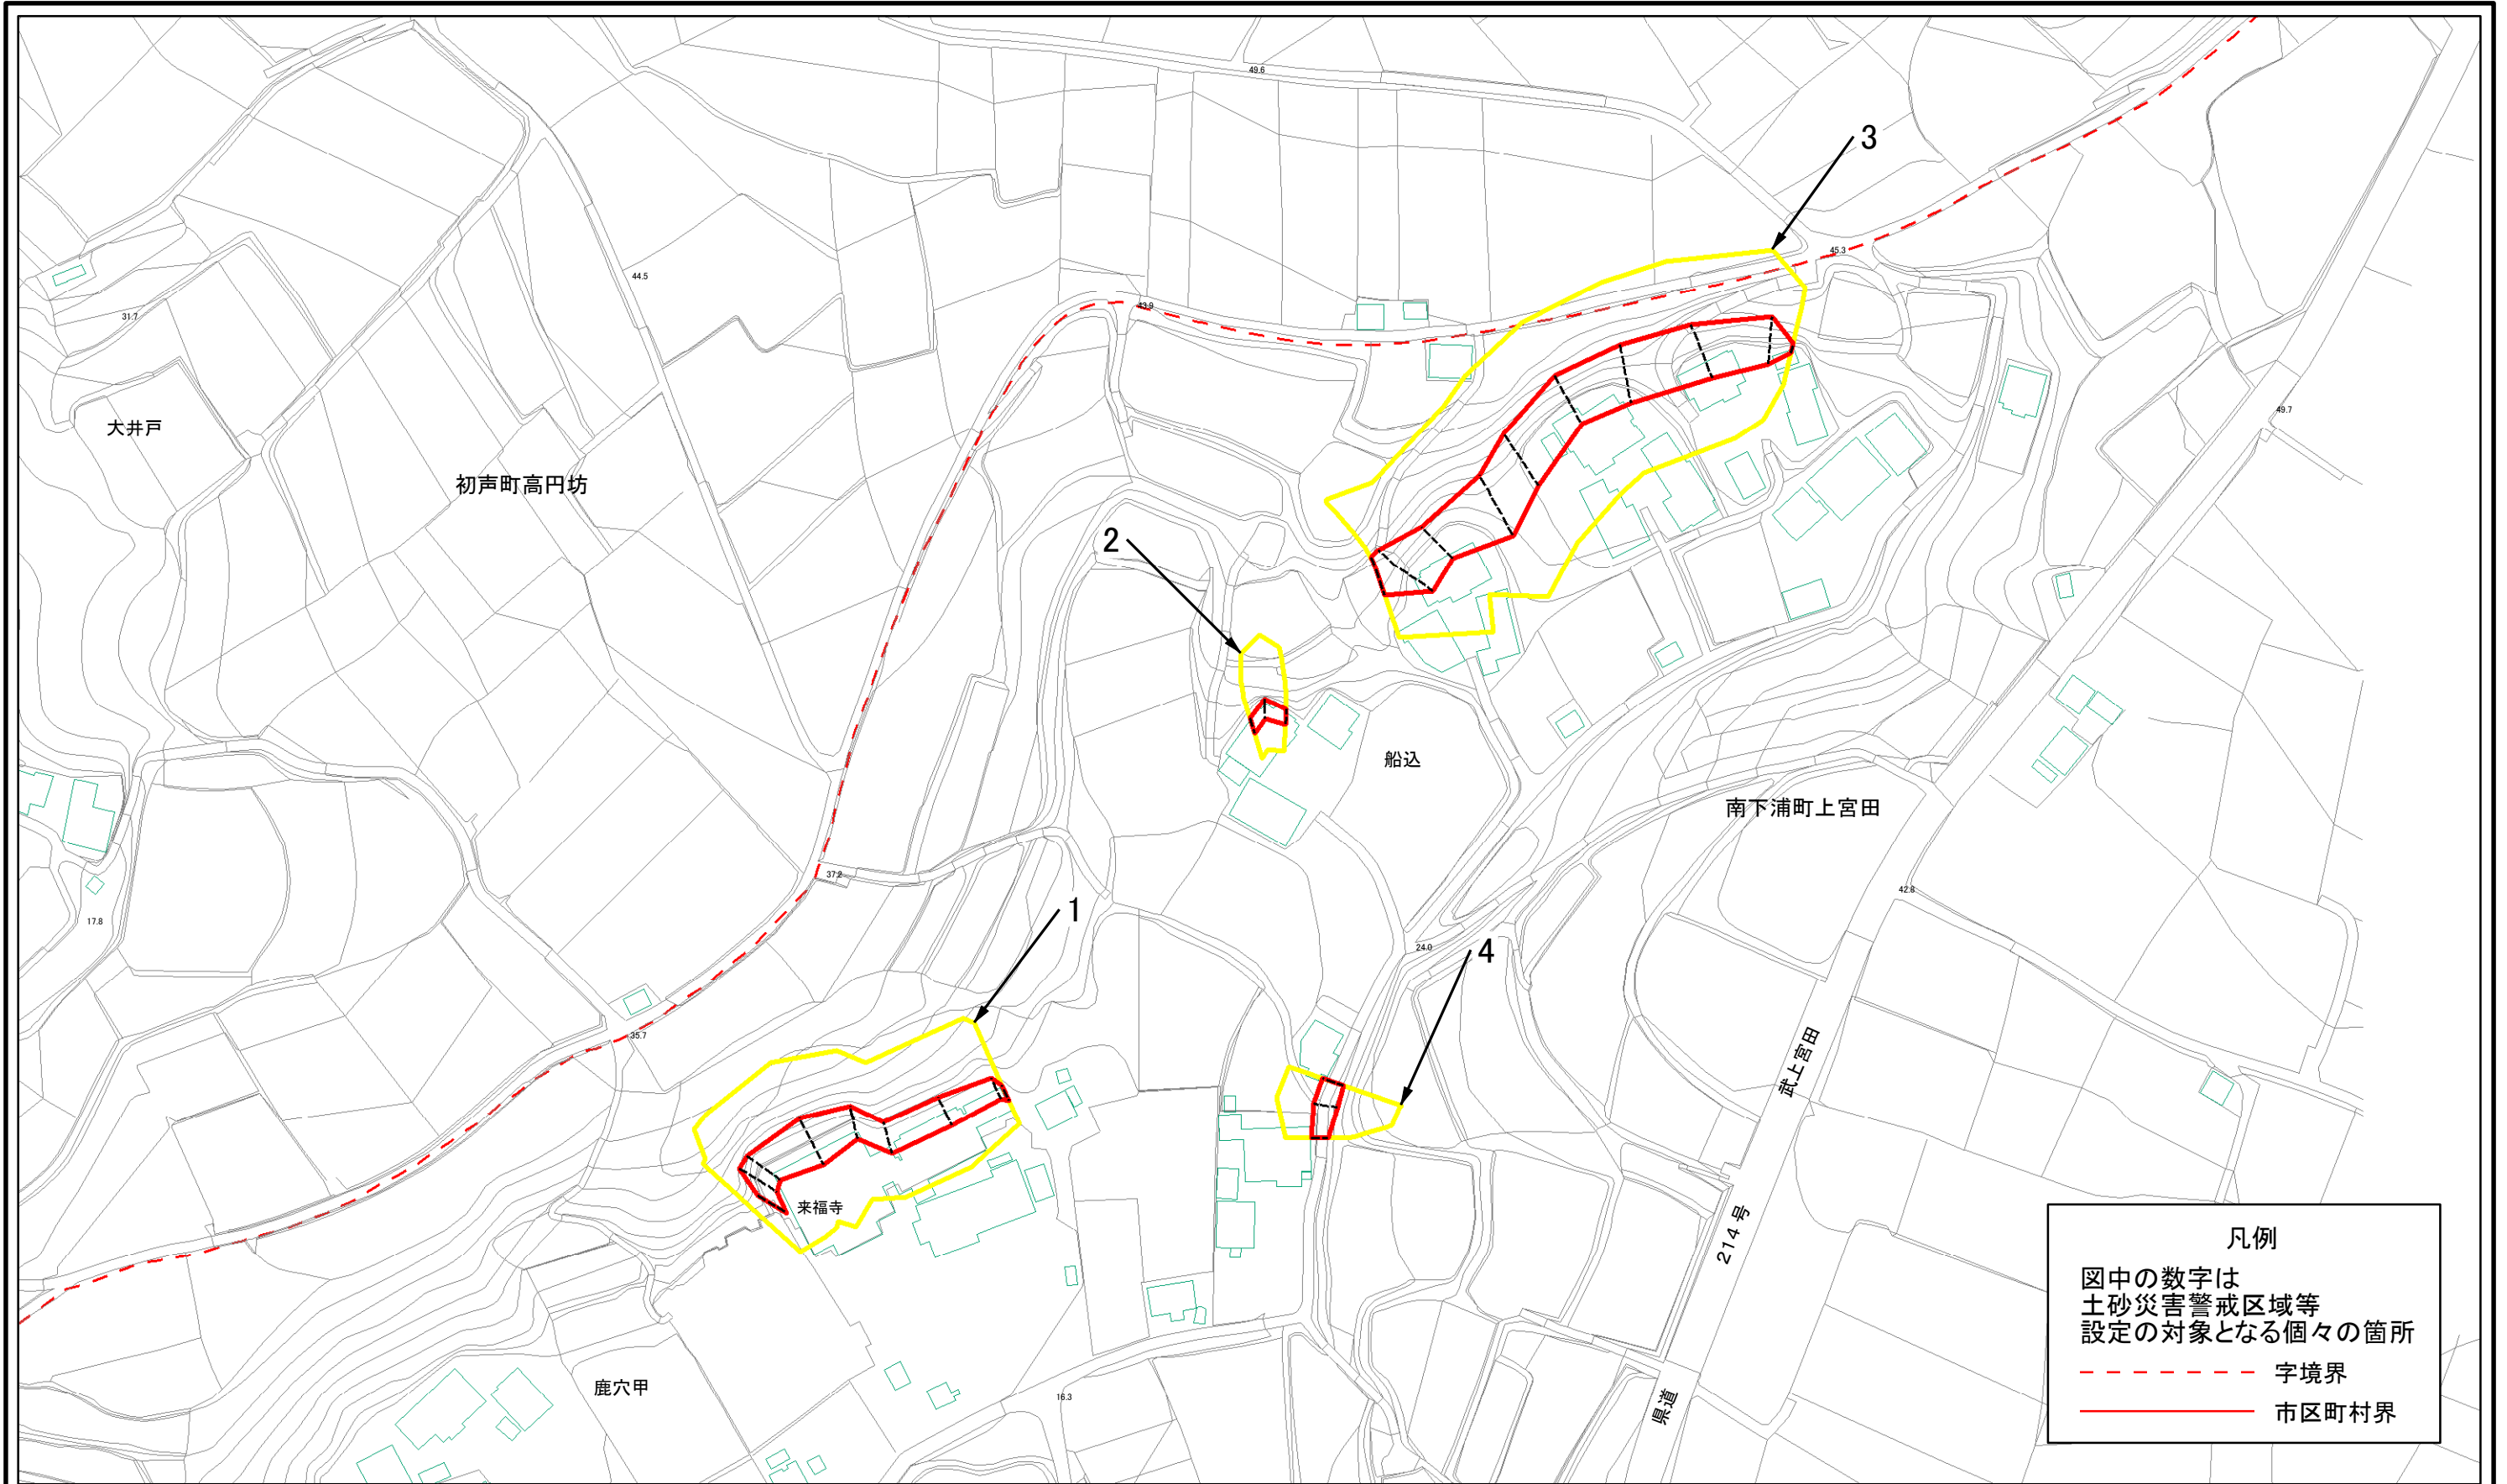 49.6
3
45.3
44.5
43.9
31.7
49.7
大井戸
初声町高円坊
2
船込
南下浦町上宮田
37.2
42.8
17.8
1
24.0
4
35.7
武上宮田
来福寺
214号
県道
鹿穴甲
16.3
凡例
図中の数字は
土砂災害警戒区域等
設定の対象となる個々の箇所
字境界
市区町村界